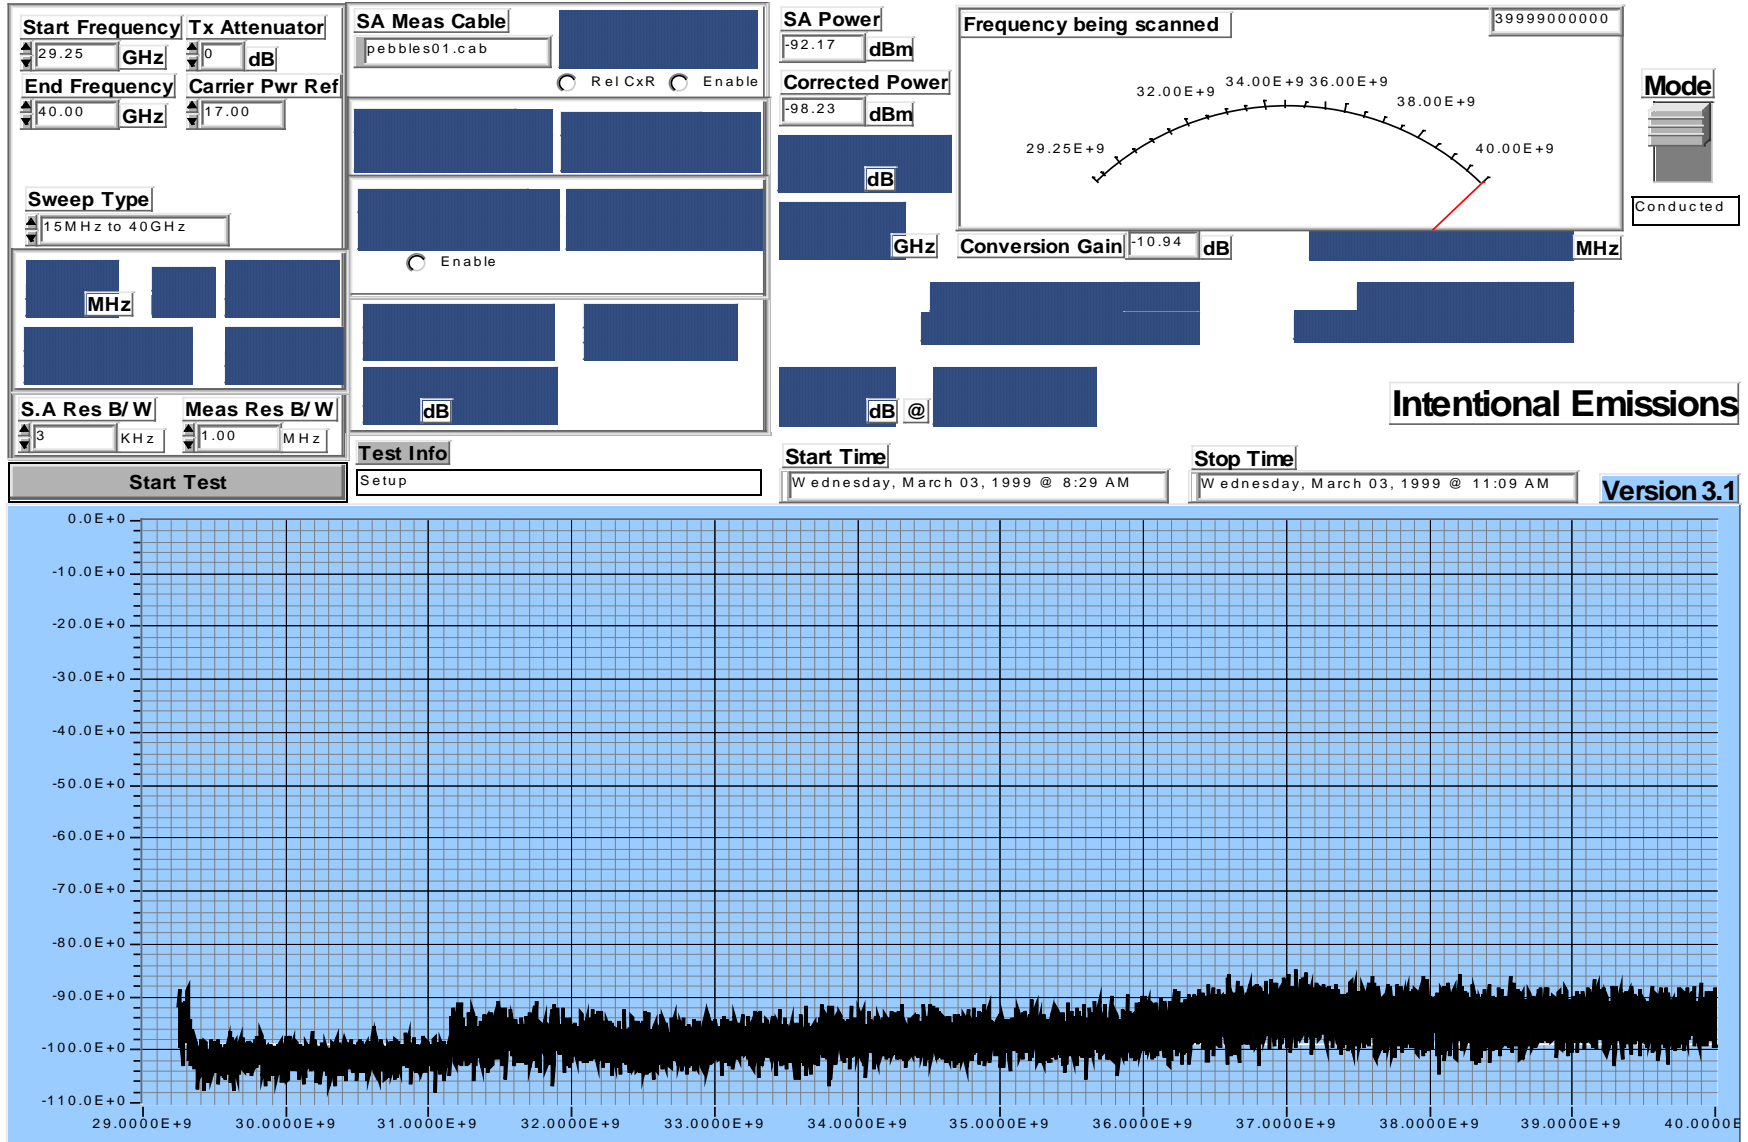 Start Frequency
29.25 GHz
Tx Attenuator
0 dB
End Frequency
40.00 GHz
Carrier Pwr Ref
17.00
Sweep Type
15MHz to 40GHz
MHz
S.A Res B/W
3 KHz
Meas Res B/W
1.00 MHz
Start Test
SA Meas Cable
pebbles01.cab
Rel CxR
Enable
Enable
dB
Test Info
Setup
SA Power
-92.17 dBm
Corrected Power
-98.23 dBm
dB
GHz
dB @
Frequency being scanned
39999000000
29.25E+9
32.00E+9
34.00E+9
36.00E+9
38.00E+9
40.00E+9
Conversion Gain -10.94 dB
MHz
Mode
Conducted
Intentional Emissions
Start Time
Wednesday, March 03, 1999 @ 8:29 AM
Stop Time
Wednesday, March 03, 1999 @ 11:09 AM
Version 3.1
0.0E+0
-10.0E+0
-20.0E+0
-30.0E+0
-40.0E+0
-50.0E+0
-60.0E+0
-70.0E+0
-80.0E+0
-90.0E+0
-100.0E+0
-110.0E+0
29.0000E+9
30.0000E+9
31.0000E+9
32.0000E+9
33.0000E+9
34.0000E+9
35.0000E+9
36.0000E+9
37.0000E+9
38.0000E+9
39.0000E+9
40.0000E